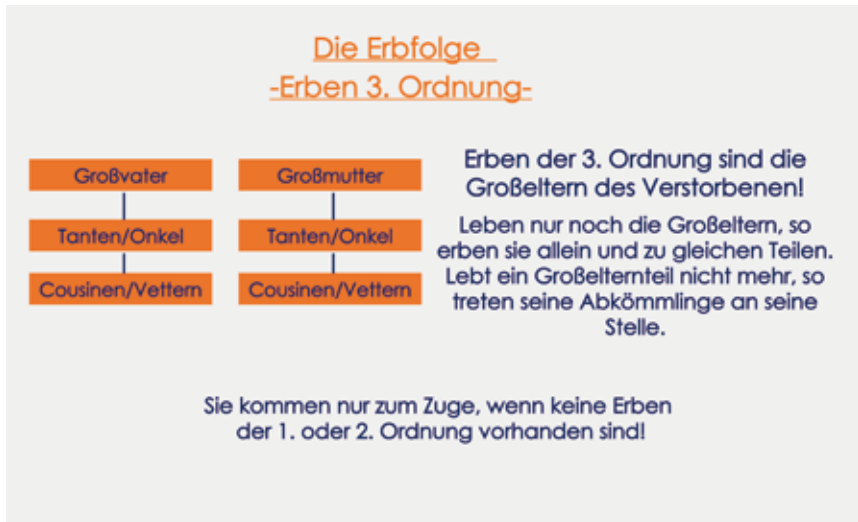 Die Erbfolge
-Erben 3. Ordnung-
Großvater
Tanten/Onkel
Cousinen/Vettern
Großmutter
Tanten/Onkel
Cousinen/Vettern
Erben der 3. Ordnung sind die
Großeltern des Verstorbenen!
Leben nur noch die Großeltern, so
erben sie allein und zu gleichen Teilen.
Lebt ein Großelternteil nicht mehr, so
treten seine Abkömmlinge an seine
Stelle.
Sie kommen nur zum Zuge, wenn keine Erben
der 1. oder 2. Ordnung vorhanden sind!